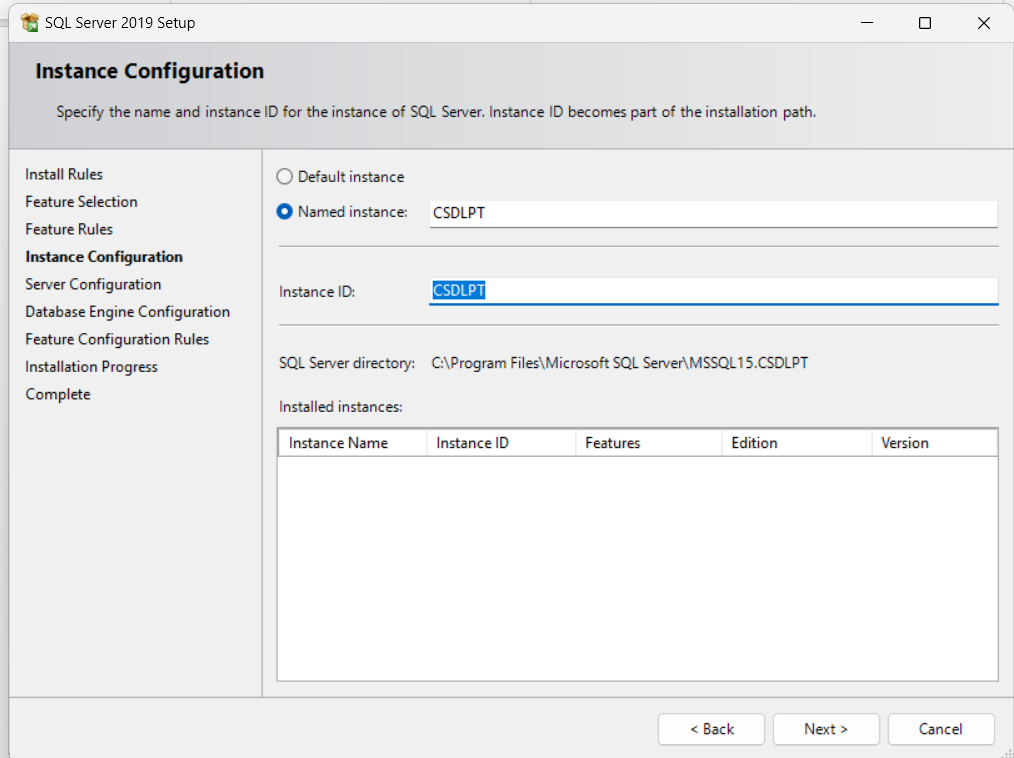 SQL Server 2019 Setup
Instance Configuration
Specify the name and instance ID for the instance of SQL Server. Instance ID becomes part of the installation path.
Install Rules
Feature Selection
Feature Rules
Instance Configuration
Server Configuration
Database Engine Configuration
Feature Configuration Rules
Installation Progress
Complete
Default instance
Named instance: CSDLPT
Instance ID: CSDLPT
SQL Server directory: C:\Program Files\Microsoft SQL Server\MSSQL15.CSDLPT
Installed instances:
Instance Name Instance ID Features Edition Version
< Back Next > Cancel